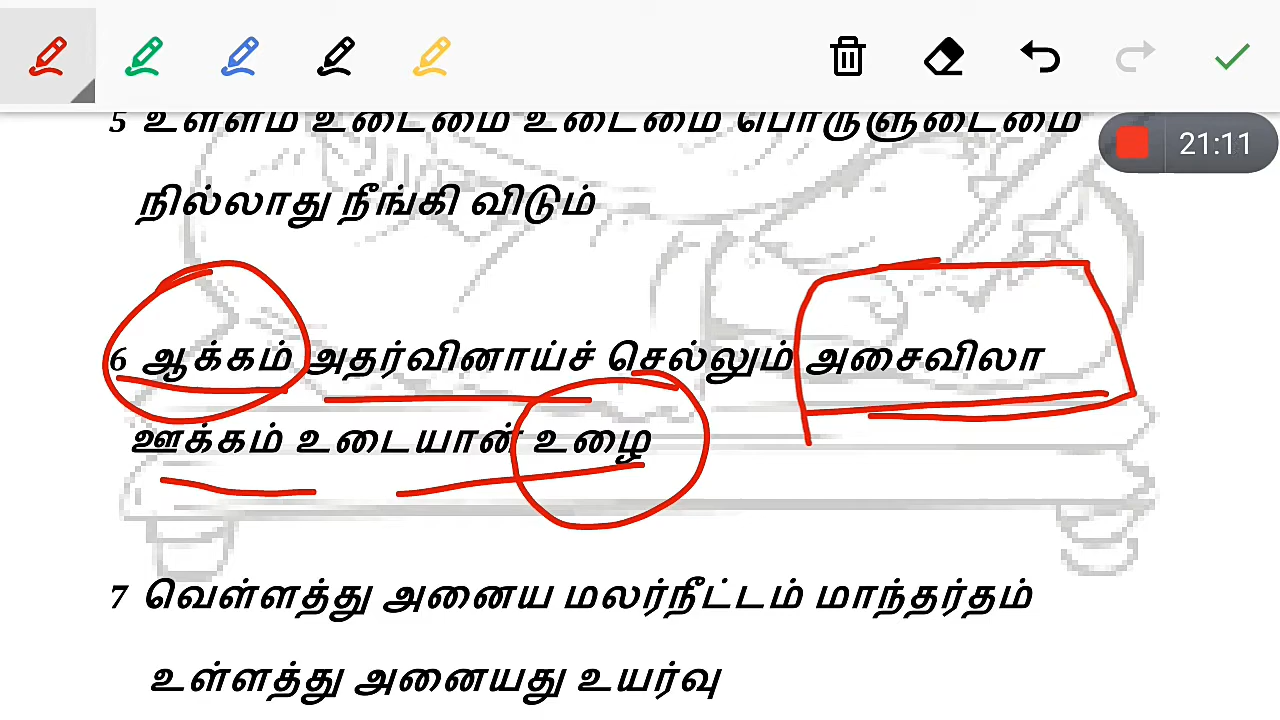 21:11
5 உள்ளம் உடைமை உடைமை பொருளுடைமை
நில்லாது நீங்கி விடும்
6 ஆக்கம் அதர்வினாய்ச் செல்லும் அசைவிலா
ஊக்கம் உடையான் உழை
7 வெள்ளத்து அனைய மலர்நீட்டம் மாந்தர்தம்
உள்ளத்து அனையது உயர்வு